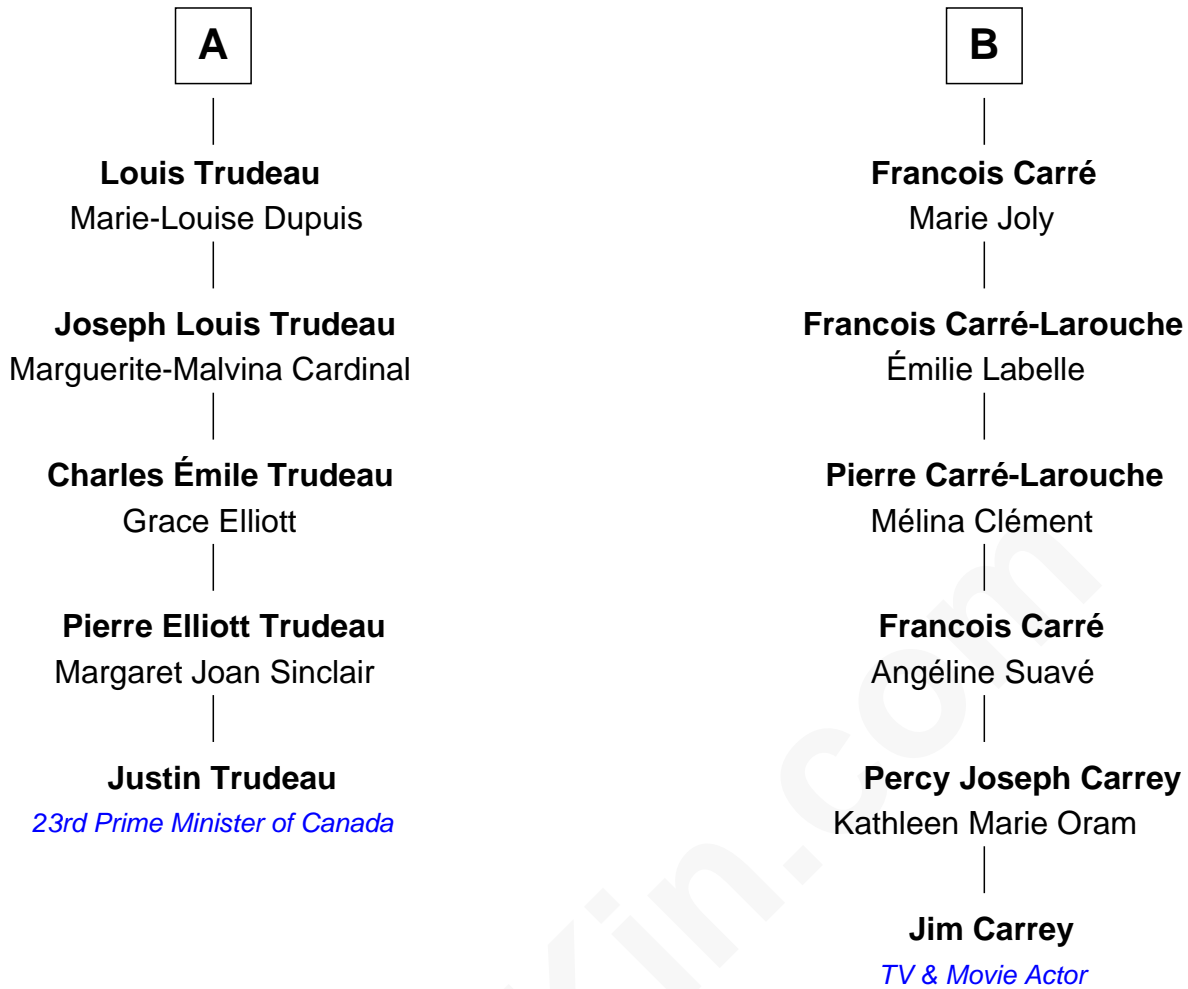 A
Louis Trudeau
Marie-Louise Dupuis
Joseph Louis Trudeau
Marguerite-Malvina Cardinal
Charles Émile Trudeau
Grace Elliott
Pierre Elliott Trudeau
Margaret Joan Sinclair
Justin Trudeau
23rd Prime Minister of Canada
B
Francois Carré
Marie Joly
Francois Carré-Larouche
Émilie Labelle
Pierre Carré-Larouche
Mélina Clément
Francois Carré
Angéline Suavé
Percy Joseph Carrey
Kathleen Marie Oram
Jim Carrey
TV & Movie Actor
Kin.com